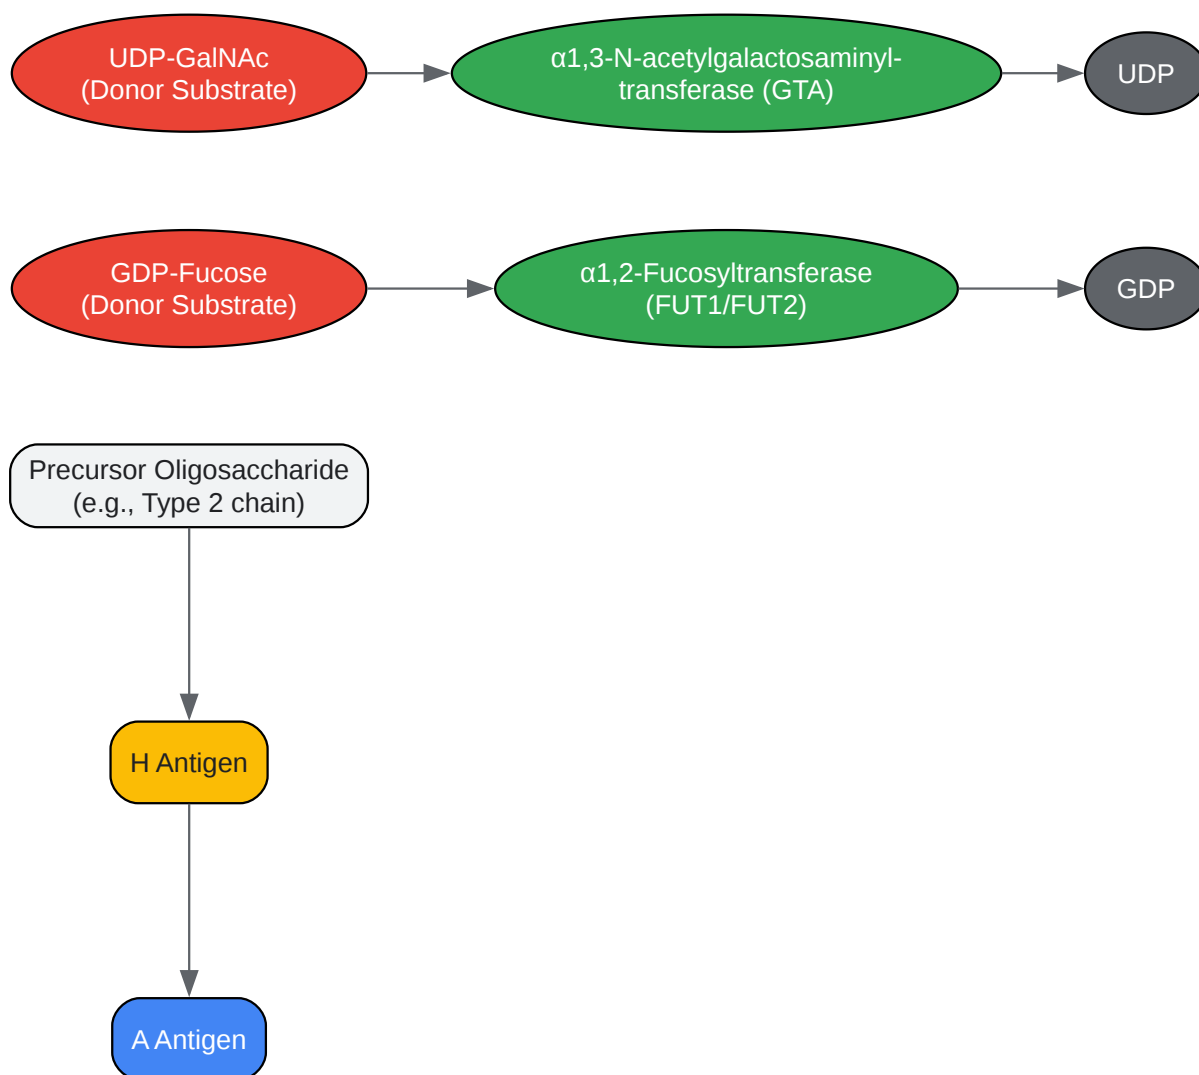 UDP-GalNAc
(Donor Substrate)
α1,3-N-acetylgalactosaminyl-
transferase (GTA)
UDP
GDP-Fucose
(Donor Substrate)
α1,2-Fucosyltransferase
(FUT1/FUT2)
GDP
Precursor Oligosaccharide
(e.g., Type 2 chain)
H Antigen
A Antigen